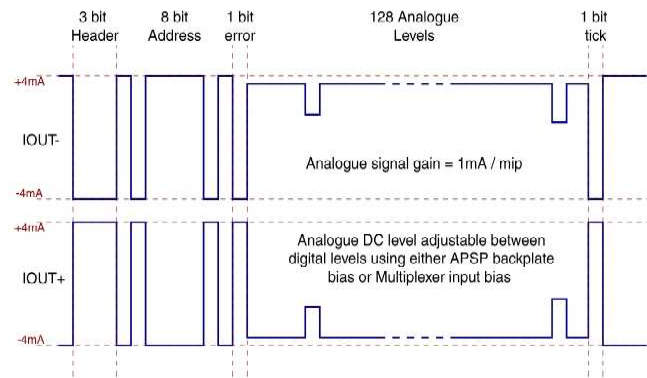 3 bit
Header
8 bit
Address
1 bit
error
128 Analogue
Levels
1 bit
tick
+4mA
IOUT-
Analogue signal gain = 1mA / mip
-4mA
+4mA
Analogue DC level adjustable between
digital levels using either APSP backplate
bias or Multiplexer input bias
IOUT+
-4mA